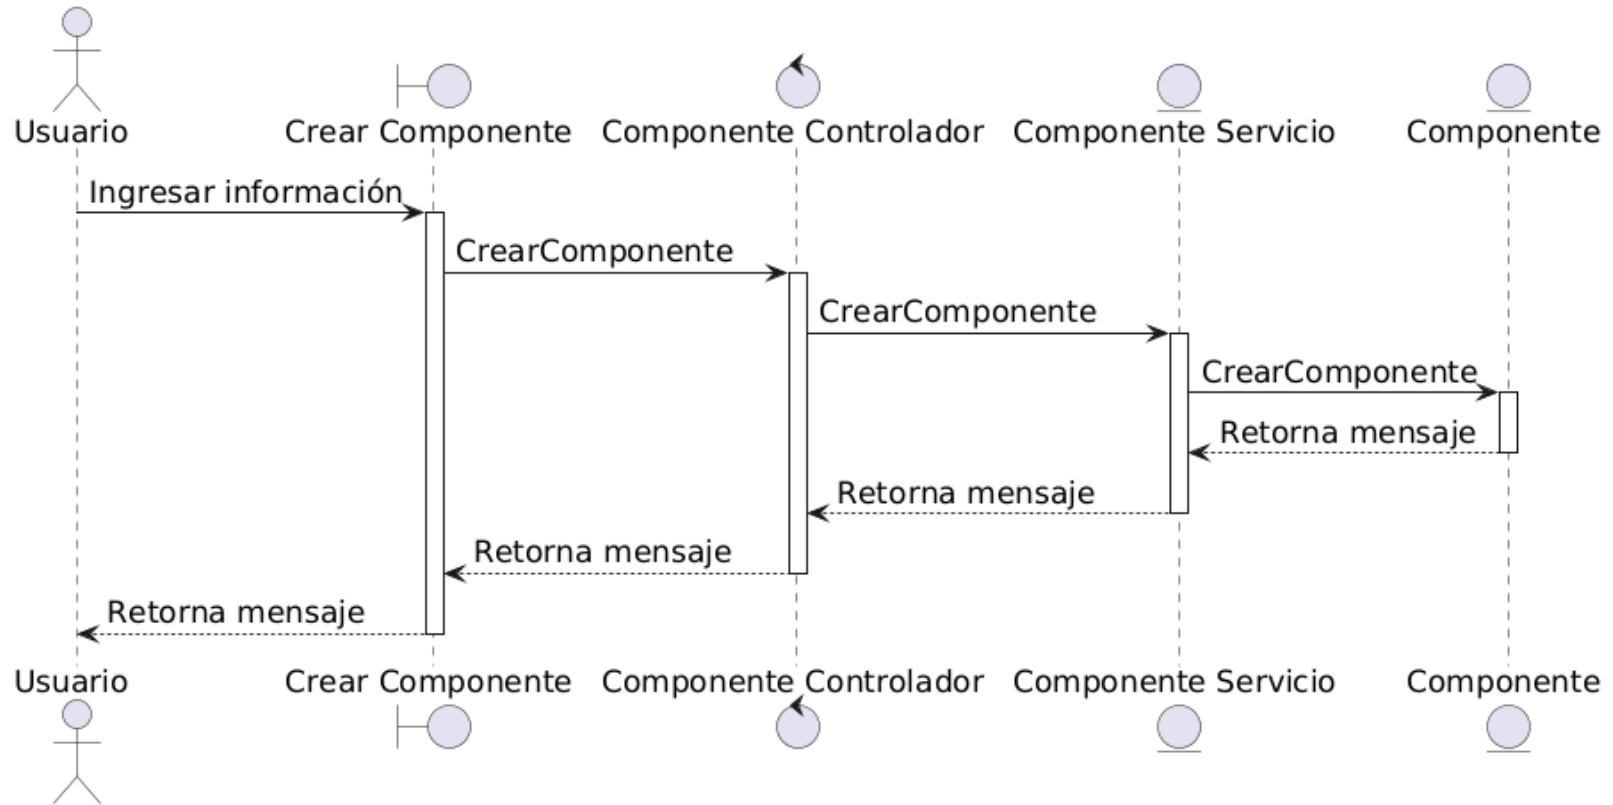 Usuario
Crear Componente
Componente Controlador
Componente Servicio
Componente
Ingresar información
CrearComponente
CrearComponente
CrearComponente
Retorna mensaje
Retorna mensaje
Retorna mensaje
Retorna mensaje
Usuario
Crear Componente
Componente Controlador
Componente Servicio
Componente